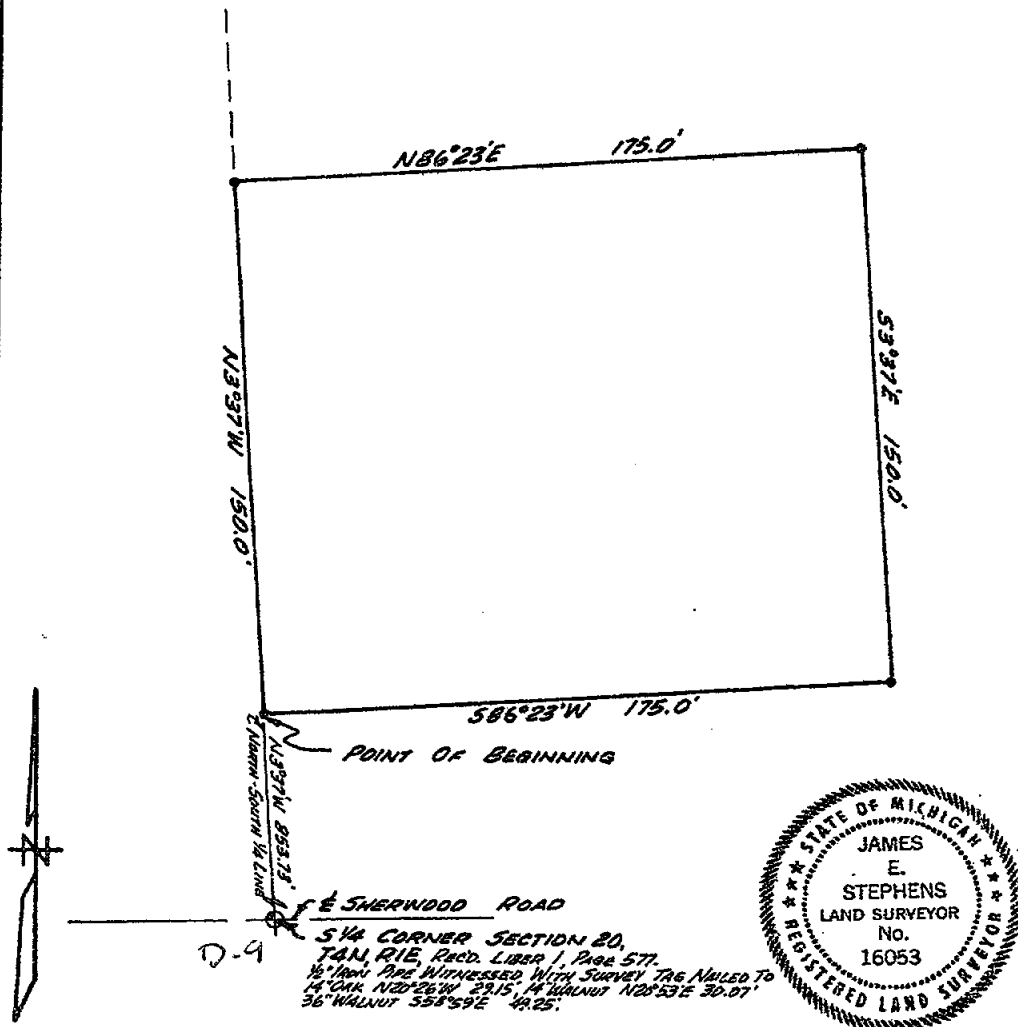 N86°23'E 175.0'
N3°37'W 150.0'
S3°37'E 150.0'
S86°23'W 175.0'
POINT OF BEGINNING
N3°37'W 853.73'
℄ NORTH-SOUTH 1/4 LINE
℄ SHERWOOD ROAD
D-9
S 1/4 CORNER SECTION 20,
T4N, R1E, REC'D. LIBER 1, PAGE 577.
1/2" IRON PIPE WITNESSED WITH SURVEY TAG NAILED TO
14" OAK N20°26'W 29.15', 14" WALNUT N28°53'E 30.07'
36" WALNUT S58°59'E 49.25'.
N
STATE OF MICHIGAN
JAMES
E.
STEPHENS
LAND SURVEYOR
No.
16053
REGISTERED LAND SURVEYOR